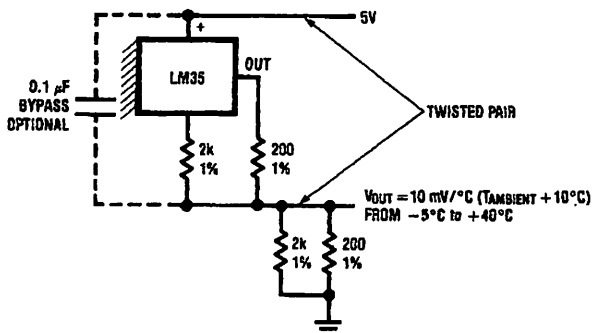 5V
+
OUT
LM35
0.1 µF
BYPASS
OPTIONAL
TWISTED PAIR
2k
1%
200
1%
VOUT = 10 mV/°C (TAMBIENT + 10°C)
FROM −5°C to +40°C
2k
1%
200
1%